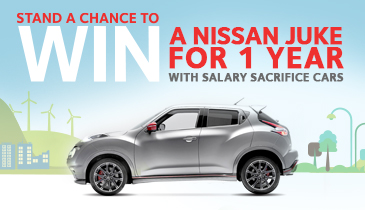 STAND A CHANCE TO
WIN
A NISSAN JUKE
FOR 1 YEAR
WITH SALARY SACRIFICE CARS